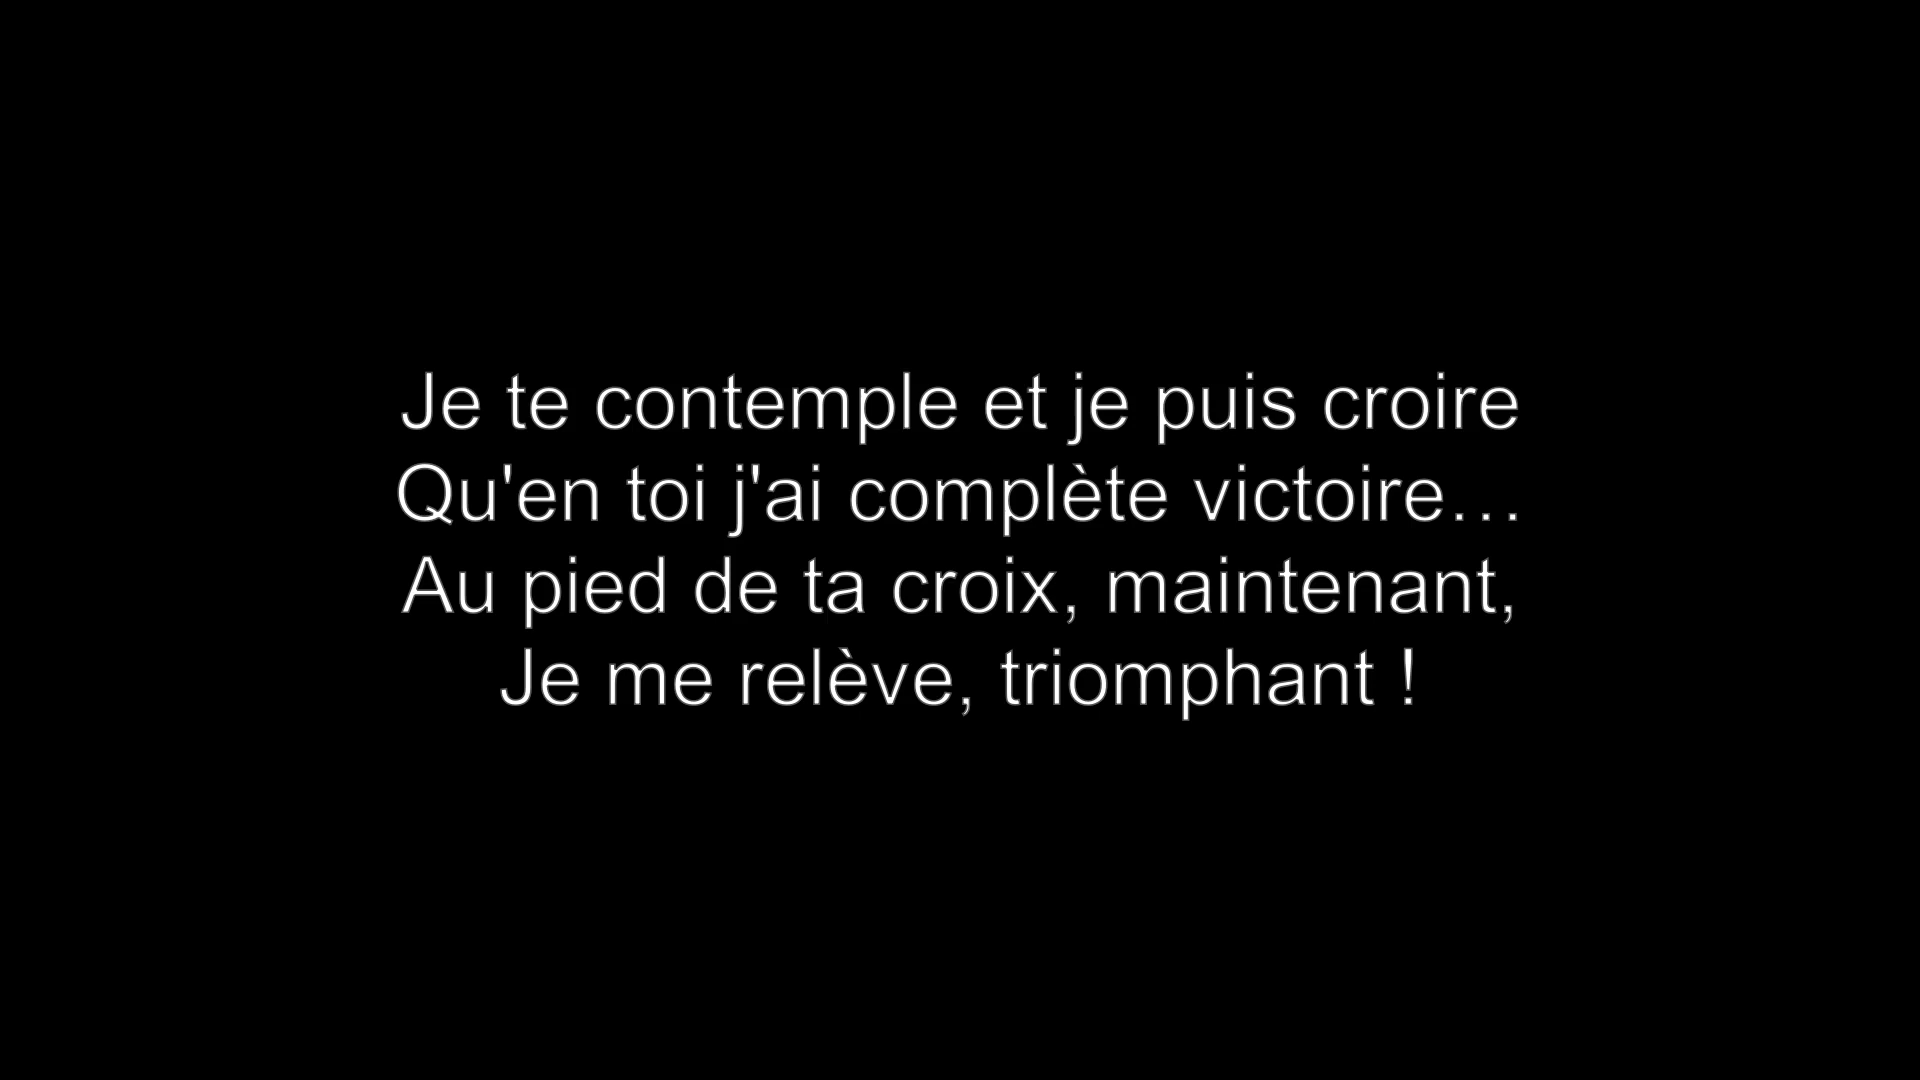 Je te contemple et je puis croire
Qu'en toi j'ai complète victoire…
Au pied de ta croix, maintenant,
Je me relève, triomphant !